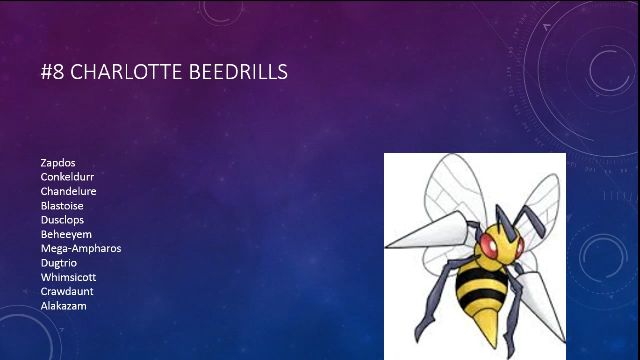 #8 CHARLOTTE BEEDRILLS
Zapdos
Conkeldurr
Chandelure
Blastoise
Dusclops
Beheeyem
Mega-Ampharos
Dugtrio
Whimsicott
Crawdaunt
Alakazam